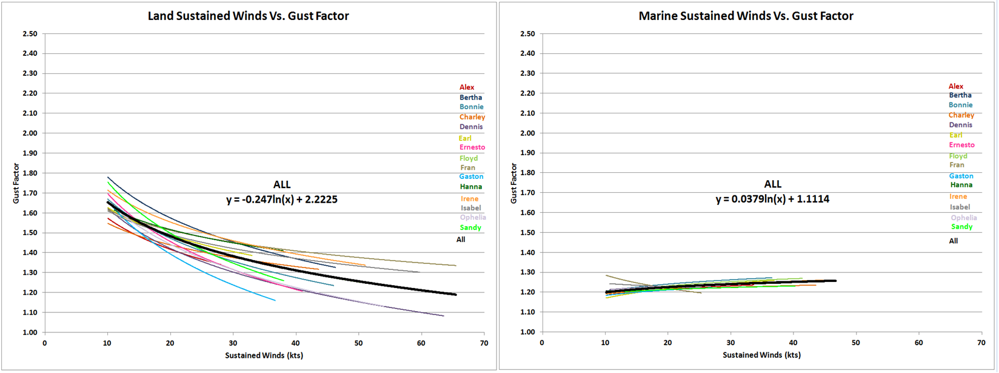 Land Sustained Winds Vs. Gust Factor
2.50
2.40
2.30
2.20
2.10
2.00
1.90
1.80
1.70
1.60
1.50
1.40
1.30
1.20
1.10
1.00
Gust Factor
0 10 20 30 40 50 60 70
Sustained Winds (kts)
ALL
y = -0.247ln(x) + 2.2225
Alex
Bertha
Bonnie
Charley
Dennis
Earl
Ernesto
Floyd
Fran
Gaston
Hanna
Irene
Isabel
Ophelia
Sandy
All
Marine Sustained Winds Vs. Gust Factor
2.50
2.40
2.30
2.20
2.10
2.00
1.90
1.80
1.70
1.60
1.50
1.40
1.30
1.20
1.10
1.00
Gust Factor
0 10 20 30 40 50 60 70
Sustained Winds (kts)
ALL
y = 0.0379ln(x) + 1.1114
Alex
Bertha
Bonnie
Charley
Dennis
Earl
Ernesto
Floyd
Fran
Gaston
Hanna
Irene
Isabel
Ophelia
Sandy
All